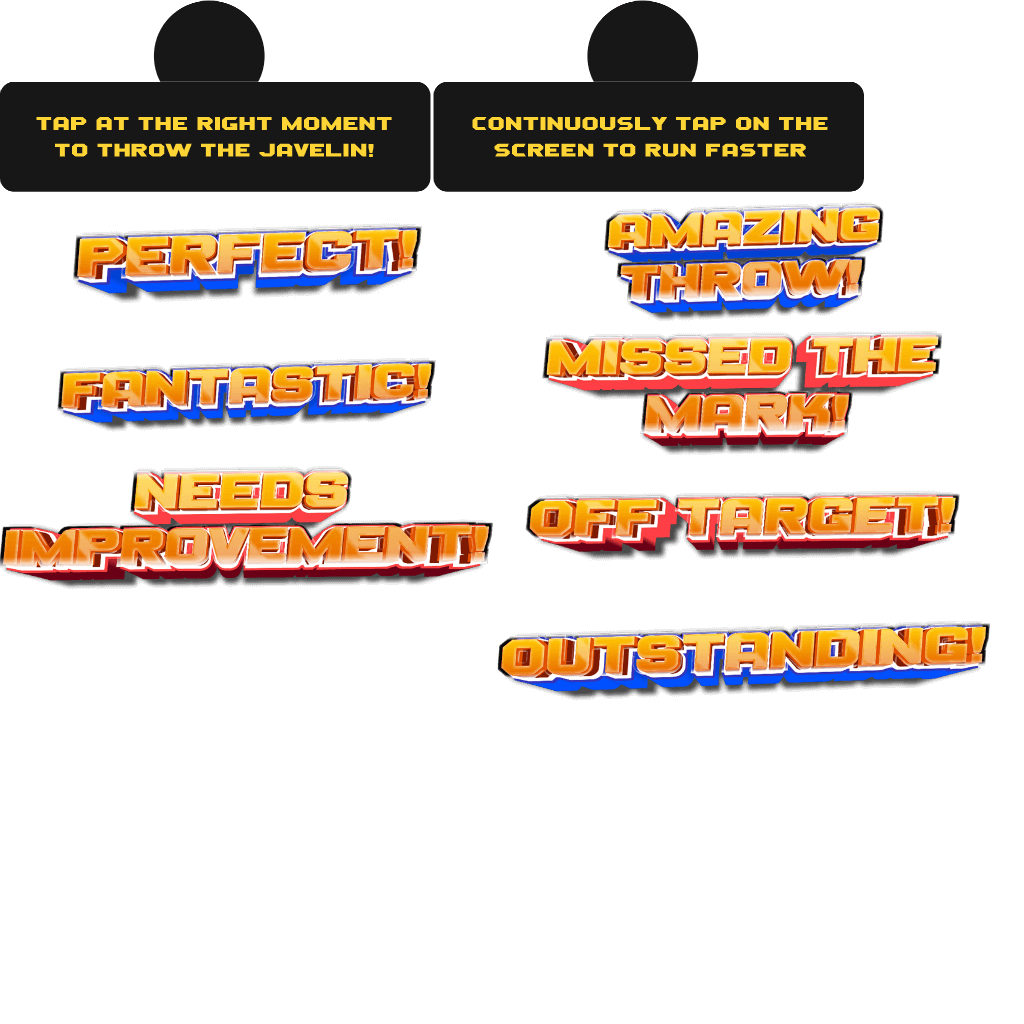 TAP AT THE RIGHT MOMENT
TO THROW THE JAVELIN!
CONTINUOUSLY TAP ON THE
SCREEN TO RUN FASTER
PERFECT!
AMAZING
THROW!
FANTASTIC!
MISSED THE
MARK!
NEEDS
IMPROVEMENT!
OFF TARGET!
OUTSTANDING!